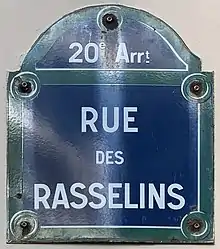 20e Arrt
RUE
DES
RASSELINS